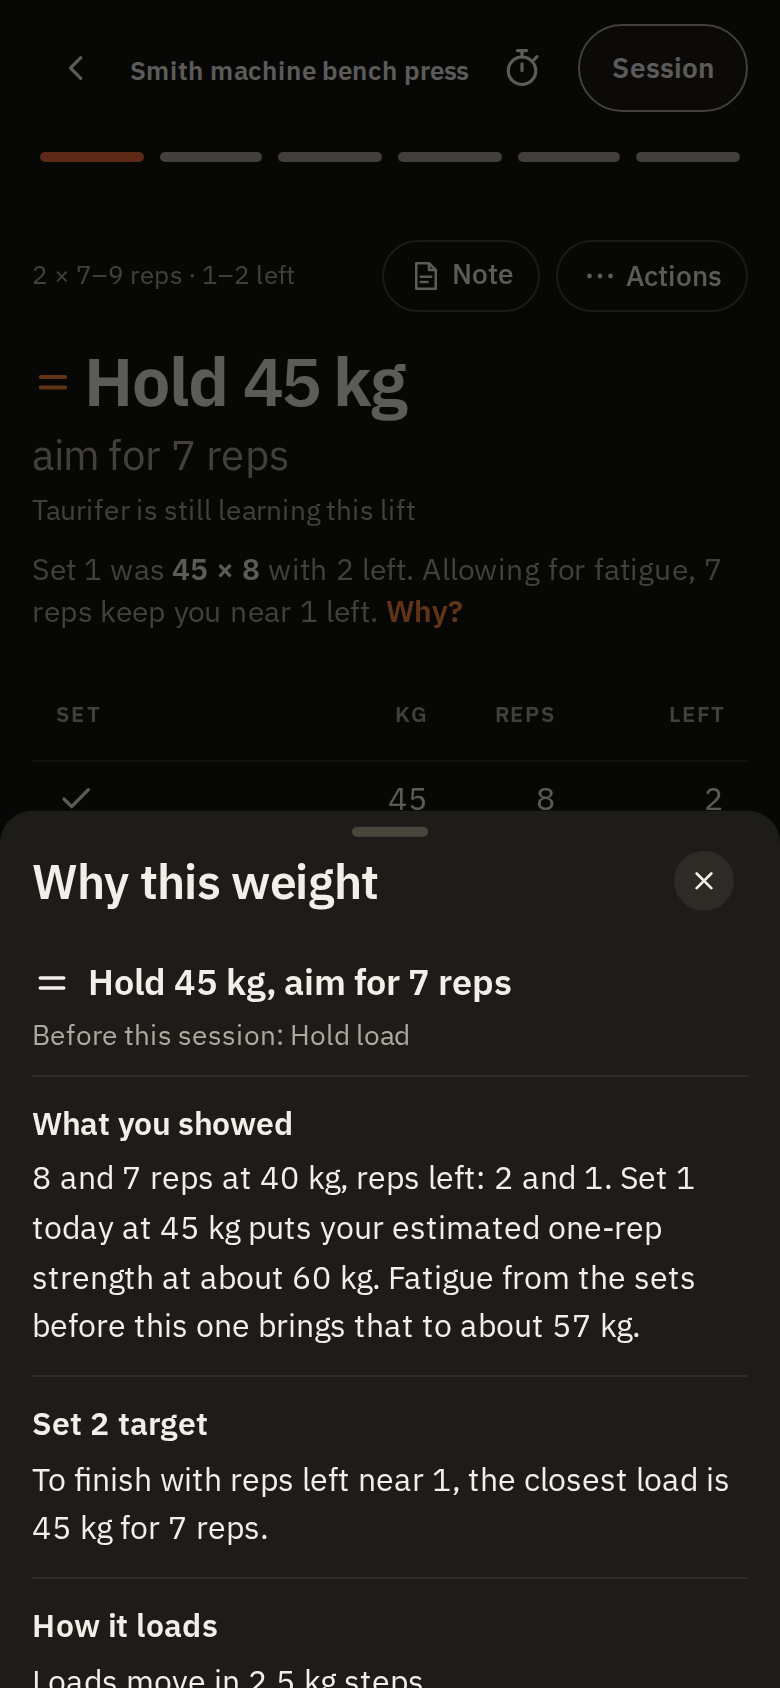 Smith machine bench press
Session
2 × 7–9 reps · 1–2 left
Note
Actions
= Hold 45 kg
aim for 7 reps
Taurifer is still learning this lift
Set 1 was 45 × 8 with 2 left. Allowing for fatigue, 7
reps keep you near 1 left. Why?
SET KG REPS LEFT
45 8 2
Why this weight
= Hold 45 kg, aim for 7 reps
Before this session: Hold load
What you showed
8 and 7 reps at 40 kg, reps left: 2 and 1. Set 1
today at 45 kg puts your estimated one-rep
strength at about 60 kg. Fatigue from the sets
before this one brings that to about 57 kg.
Set 2 target
To finish with reps left near 1, the closest load is
45 kg for 7 reps.
How it loads
Loads move in 2.5 kg steps